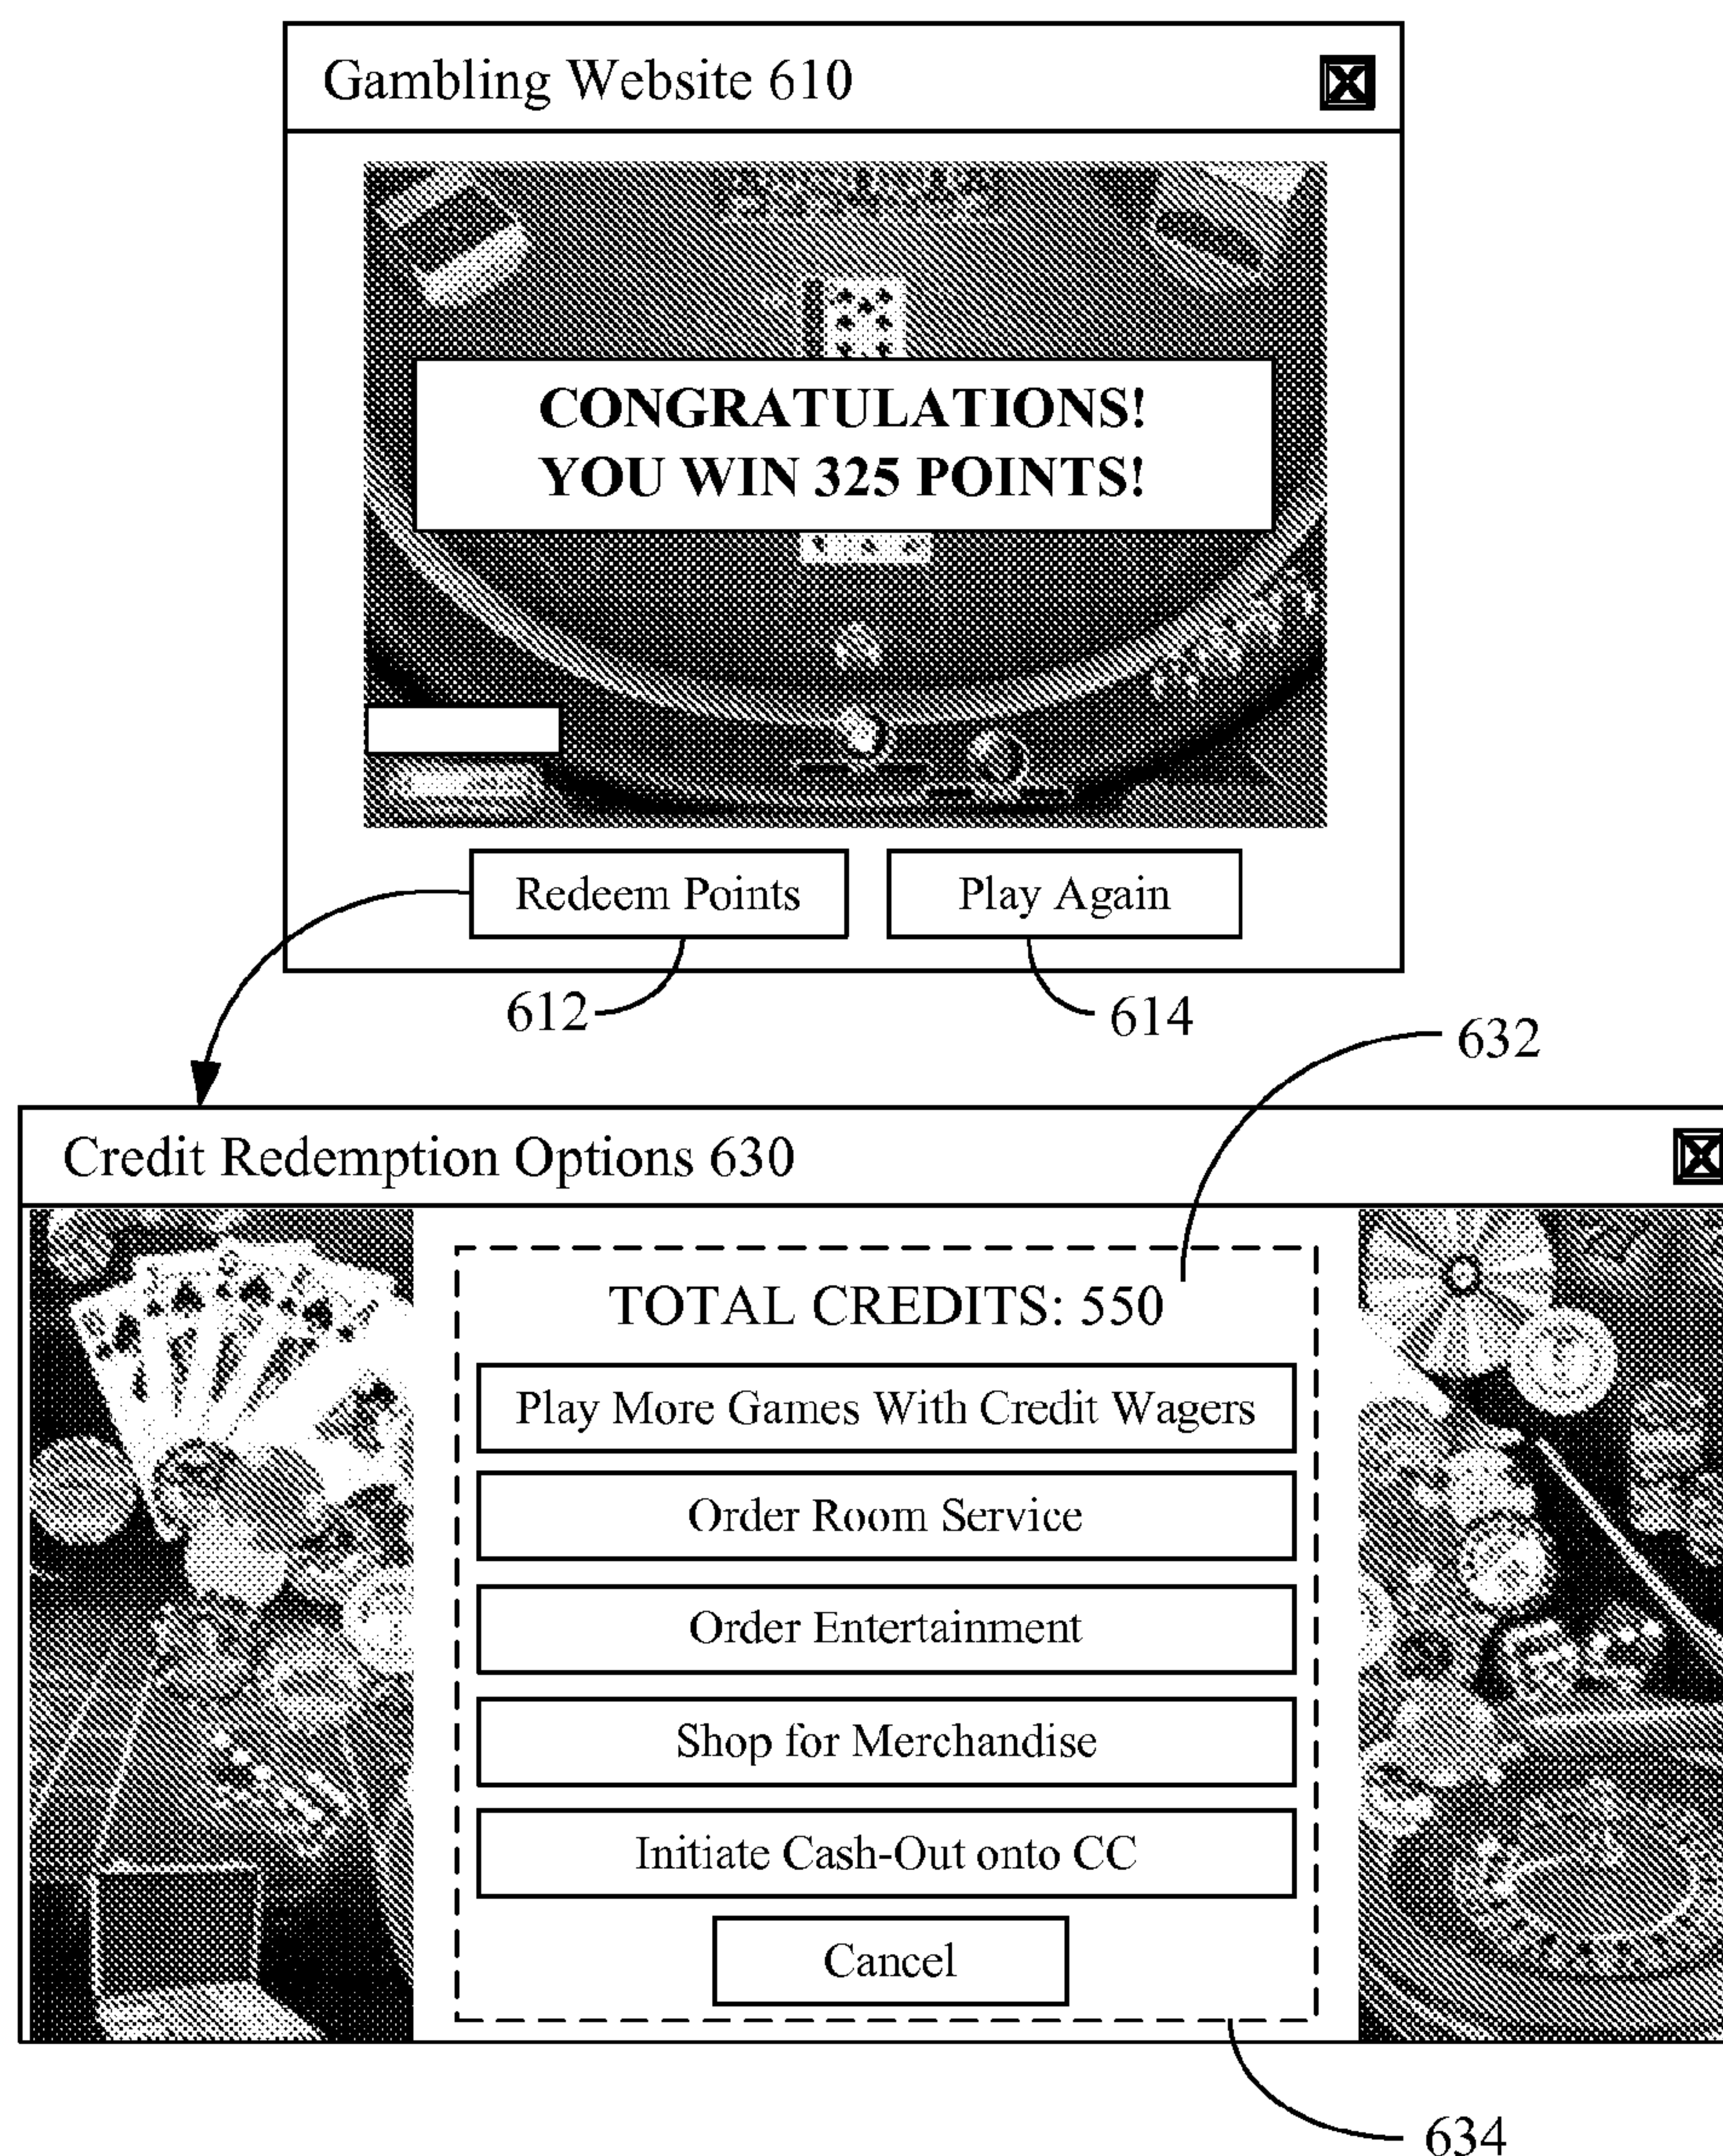 Gambling Website 610
CONGRATULATIONS!
YOU WIN 325 POINTS!
Redeem Points
Play Again
612
614
632
Credit Redemption Options 630
TOTAL CREDITS: 550
Play More Games With Credit Wagers
Order Room Service
Order Entertainment
Shop for Merchandise
Initiate Cash-Out onto CC
Cancel
634